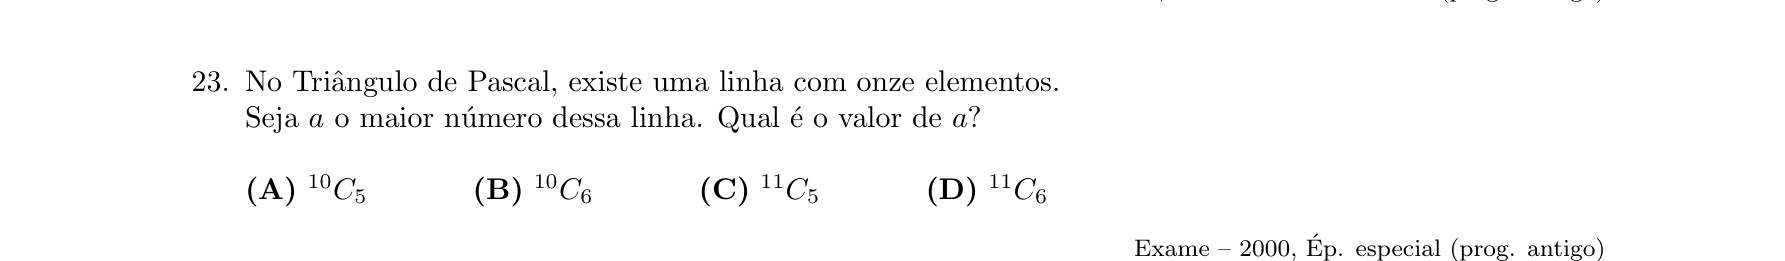 23. No Triângulo de Pascal, existe uma linha com onze elementos.
Seja a o maior número dessa linha. Qual é o valor de a?
(A) ¹⁰C₅ (B) ¹⁰C₆ (C) ¹¹C₅ (D) ¹¹C₆
Exame – 2000, Ép. especial (prog. antigo)